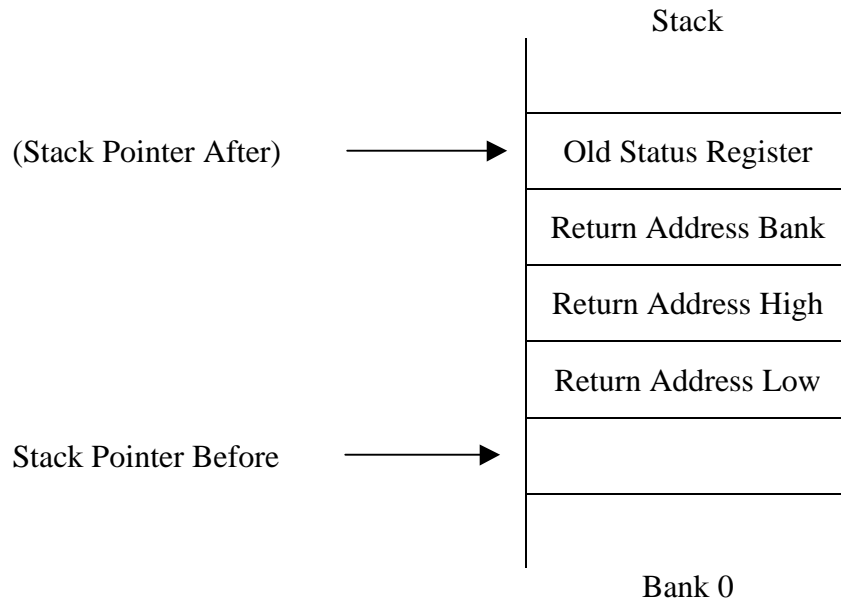 Stack
(Stack Pointer After)
Old Status Register
Return Address Bank
Return Address High
Return Address Low
Stack Pointer Before
Bank 0